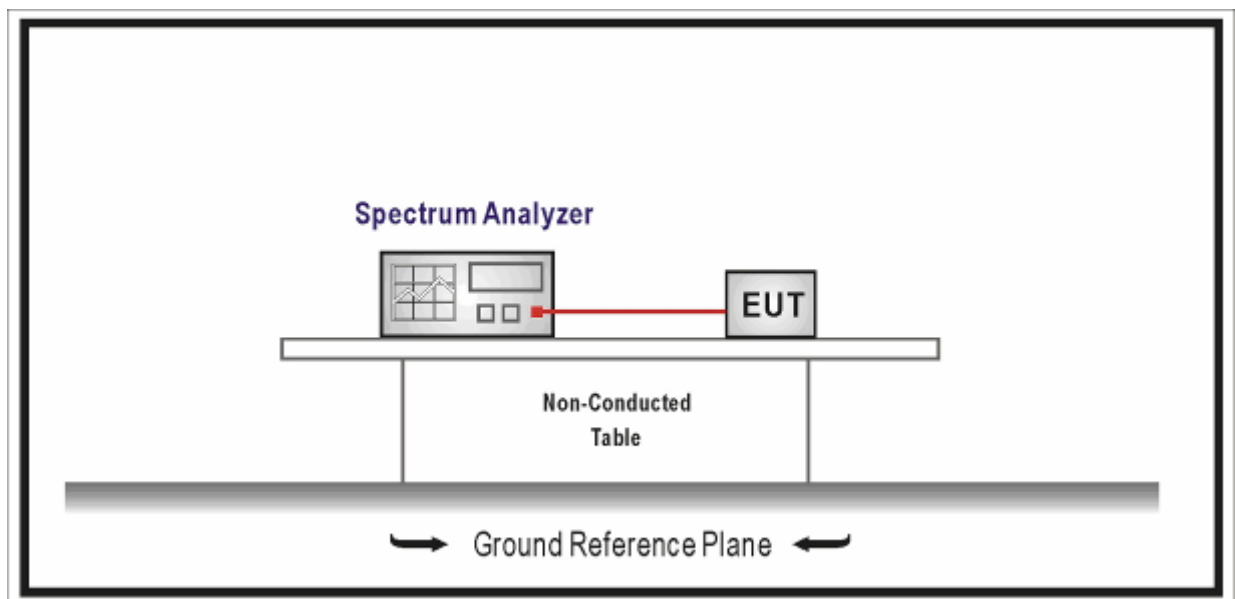 Spectrum Analyzer
EUT
Non-Conducted
Table
Ground Reference Plane